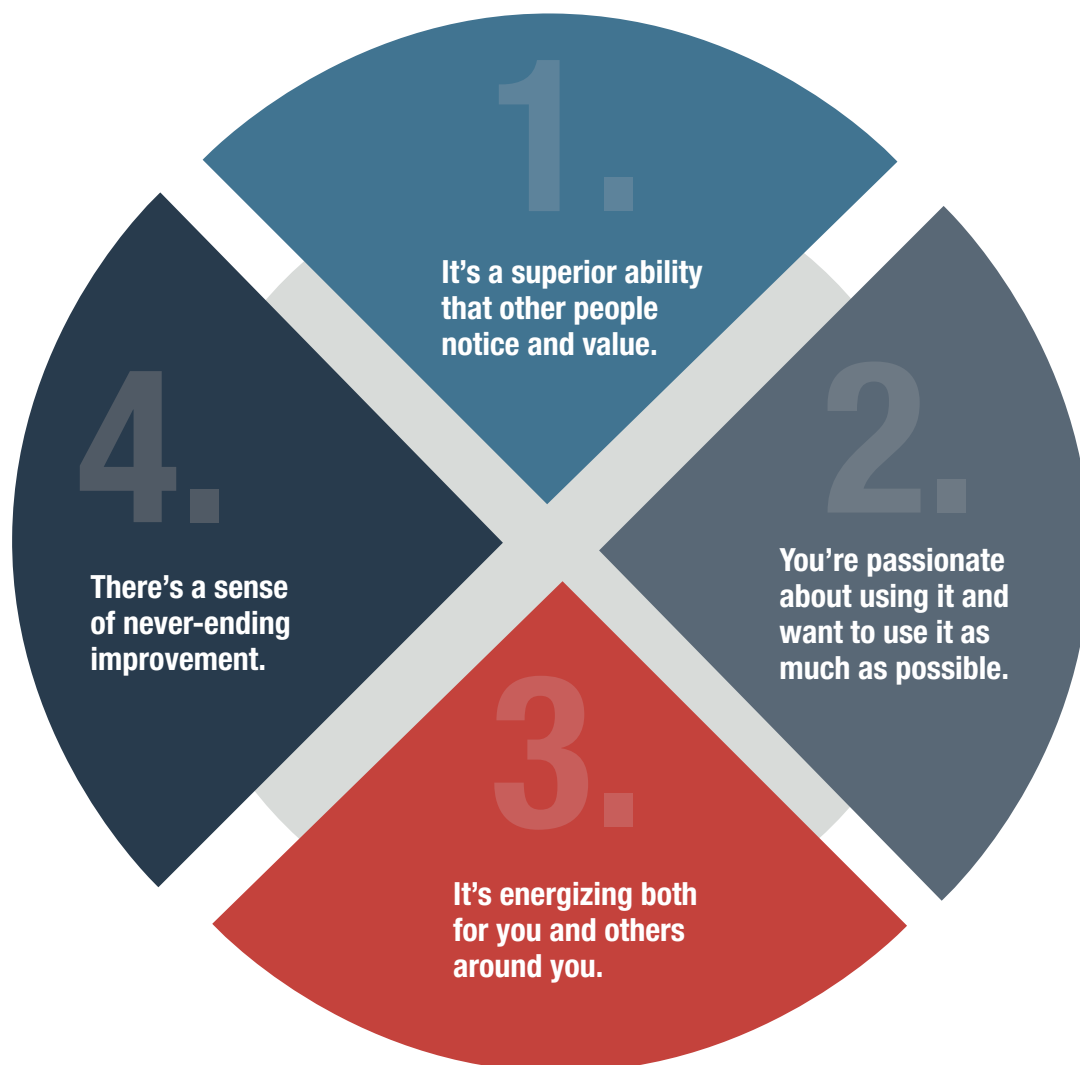 1.
It’s a superior ability
that other people
notice and value.
2.
You’re passionate
about using it and
want to use it as
much as possible.
3.
It’s energizing both
for you and others
around you.
4.
There’s a sense
of never-ending
improvement.